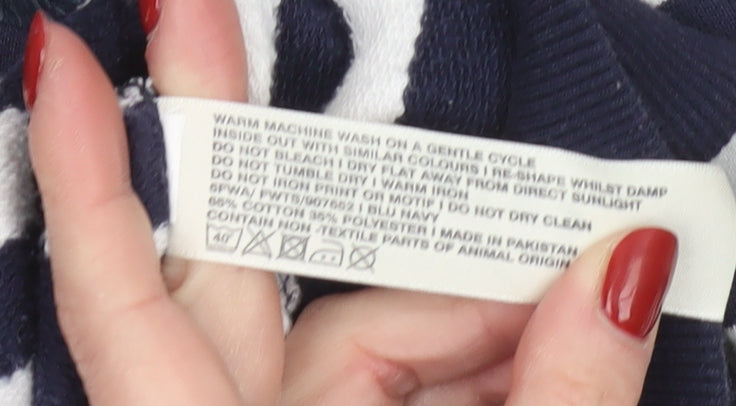 WARM MACHINE WASH ON A GENTLE CYCLE
INSIDE OUT WITH SIMILAR COLOURS I RE-SHAPE WHILST DAMP
DO NOT BLEACH I DRY FLAT AWAY FROM DIRECT SUNLIGHT
DO NOT TUMBLE DRY I WARM IRON
DO NOT IRON PRINT OR MOTIF I DO NOT DRY CLEAN
SFWA/ FWTS/907652 I BLU NAVY
65% COTTON 35% POLYESTER I MADE IN PAKISTAN
CONTAIN NON -TEXTILE PARTS OF ANIMAL ORIGIN
40°